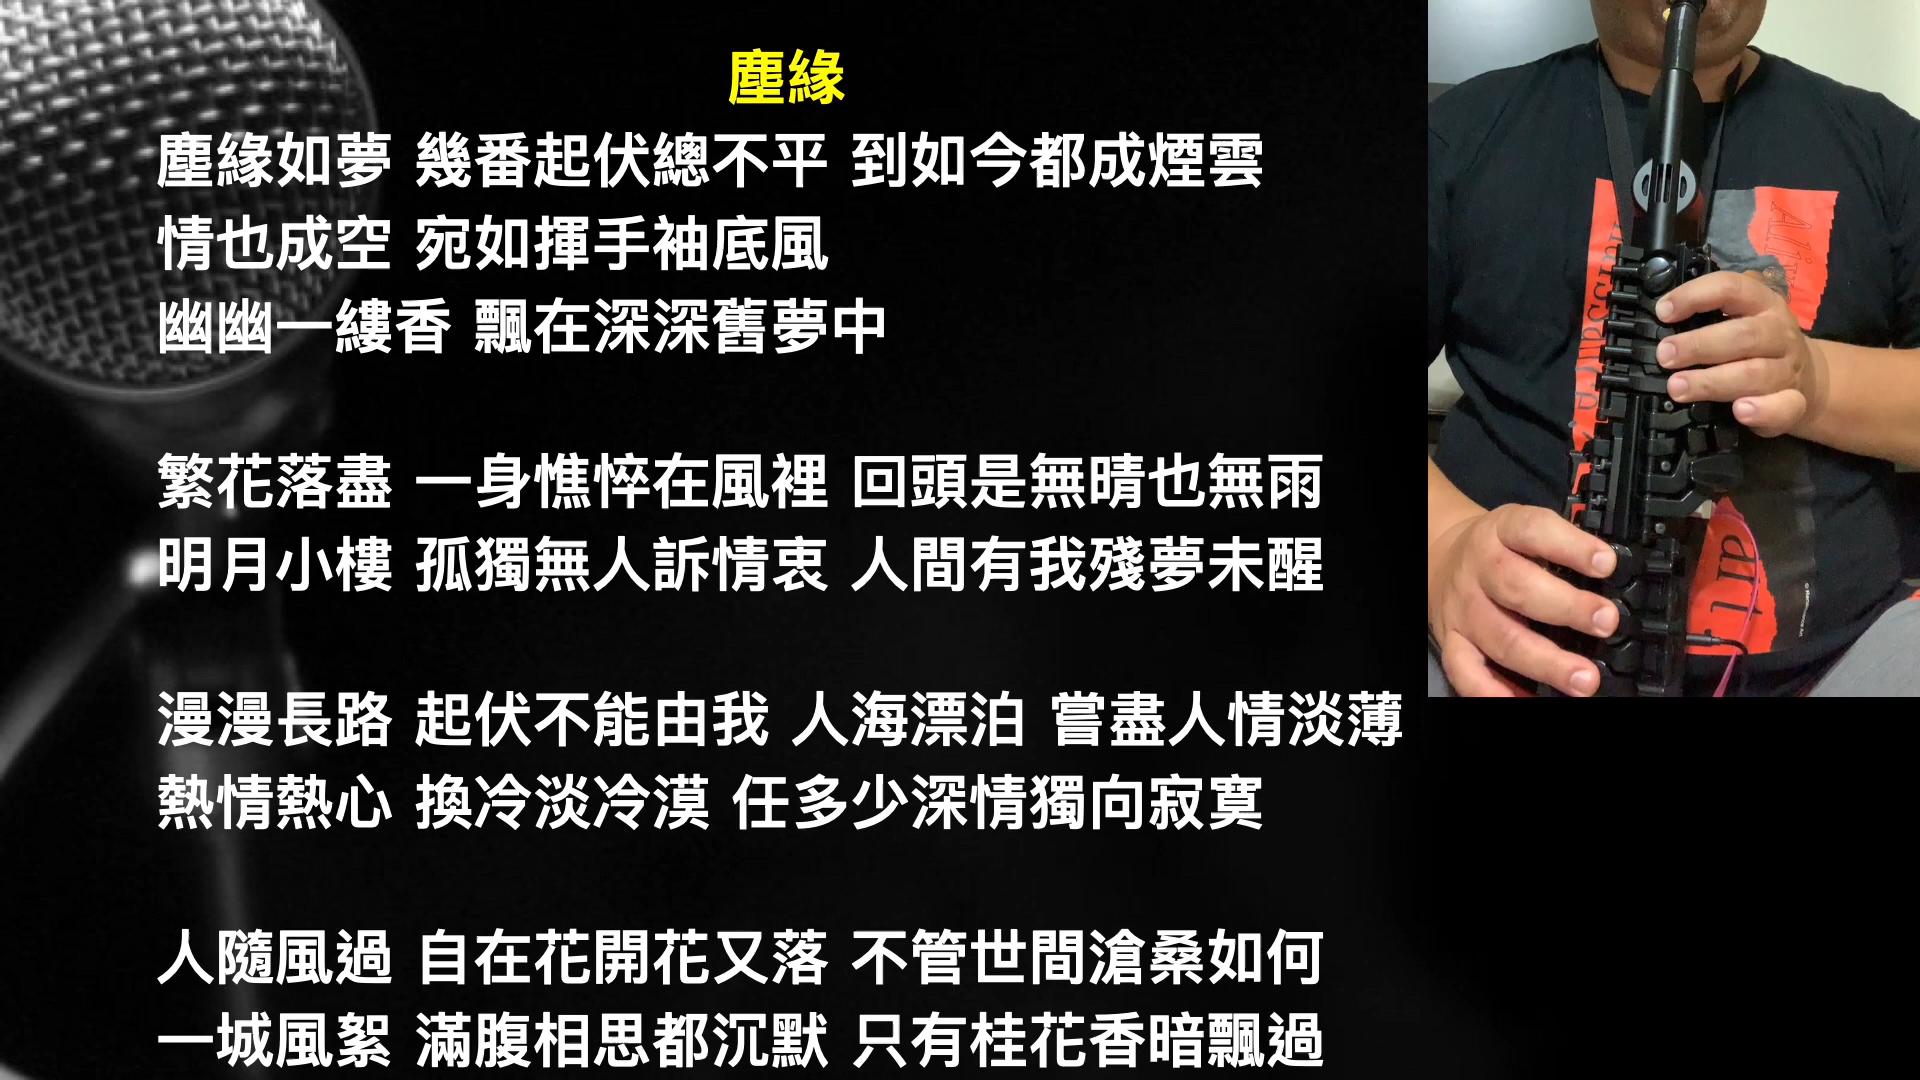 塵緣
塵緣如夢 幾番起伏總不平 到如今都成煙雲
情也成空 宛如揮手袖底風
幽幽一縷香 飄在深深舊夢中
繁花落盡 一身憔悴在風裡 回頭是無晴也無雨
明月小樓 孤獨無人訴情衷 人間有我殘夢未醒
漫漫長路 起伏不能由我 人海漂泊 嘗盡人情淡薄
熱情熱心 換冷淡冷漠 任多少深情獨向寂寞
人隨風過 自在花開花又落 不管世間滄桑如何
一城風絮 滿腹相思都沉默 只有桂花香暗飄過
art